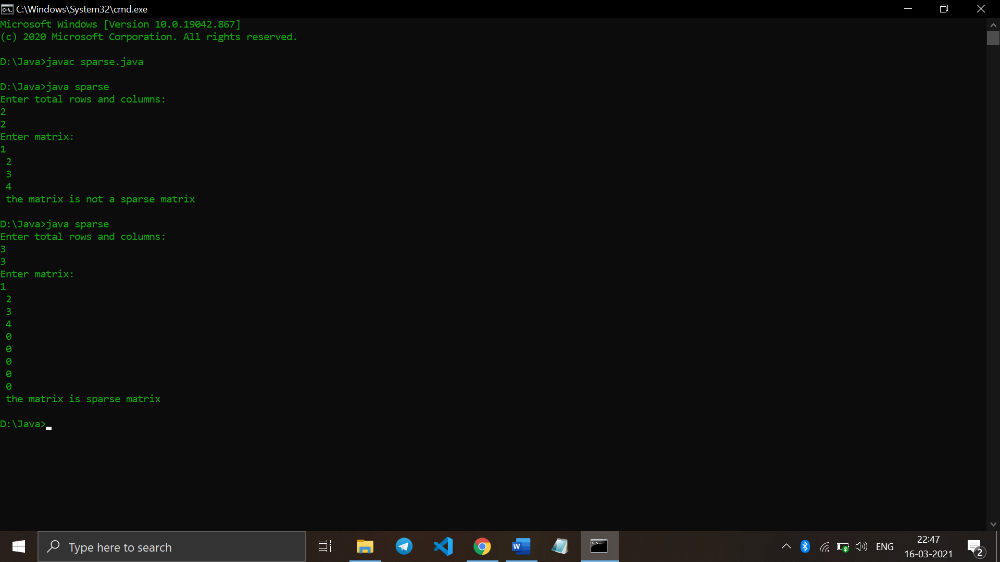 C:\Windows\System32\cmd.exe
Microsoft Windows [Version 10.0.19042.867]
(c) 2020 Microsoft Corporation. All rights reserved.
D:\Java>javac sparse.java
D:\Java>java sparse
Enter total rows and columns:
2
2
Enter matrix:
1
2
3
4
the matrix is not a sparse matrix
D:\Java>java sparse
Enter total rows and columns:
3
3
Enter matrix:
1
2
3
4
0
0
0
0
0
the matrix is sparse matrix
D:\Java>
Type here to search
ENG
22:47
16-03-2021
2